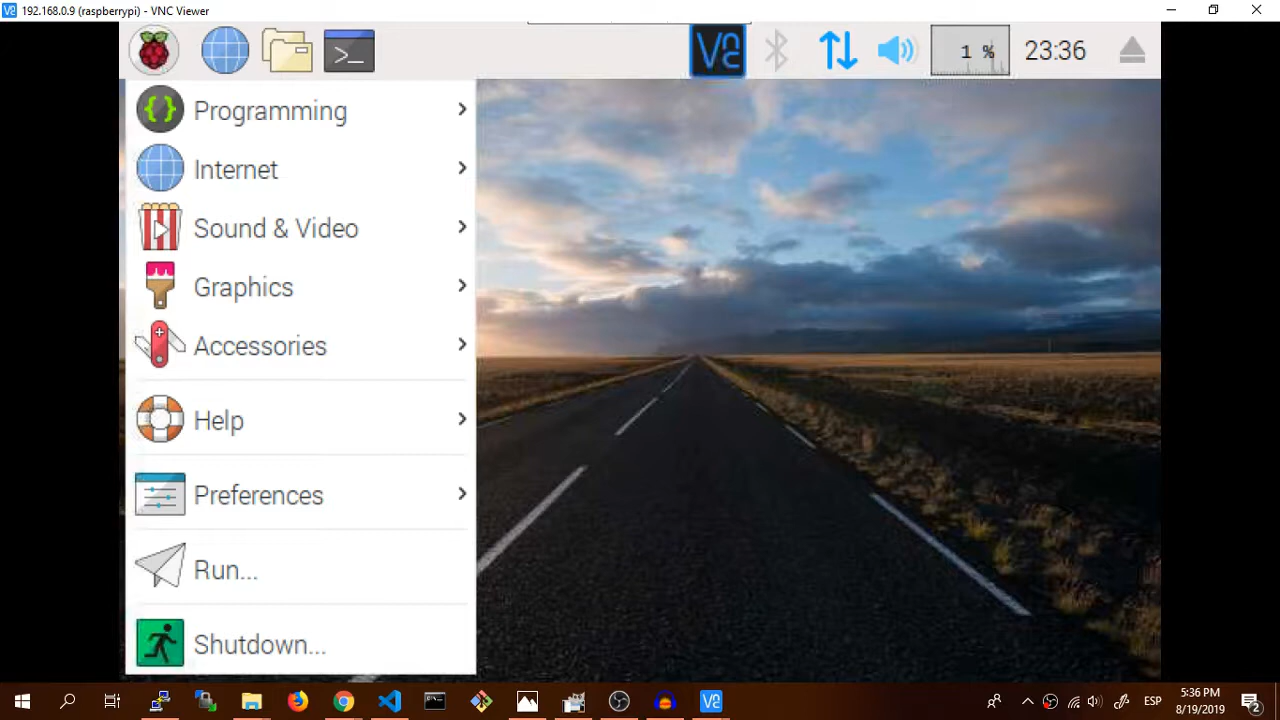 192.168.0.9 (raspberrypi) - VNC Viewer
>_
1 %
23:36
Programming
Internet
Sound & Video
Graphics
Accessories
Help
Preferences
Run...
Shutdown...
ESP
5:36 PM
8/19/2019
2